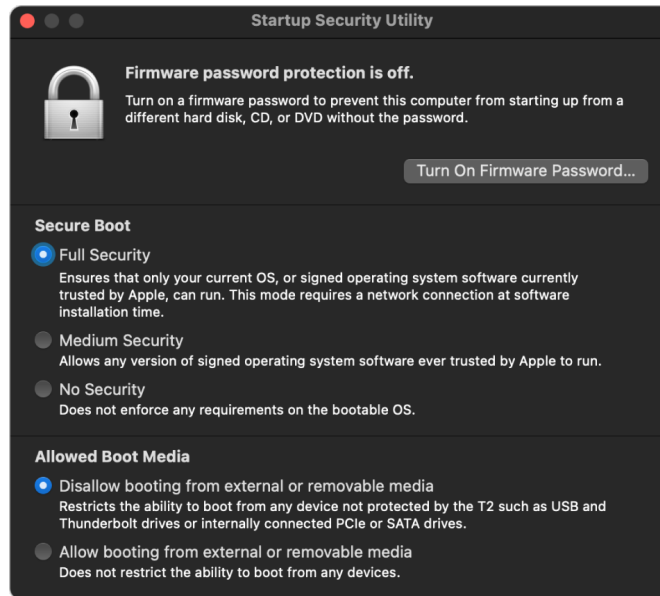 Startup Security Utility
Firmware password protection is off.
Turn on a firmware password to prevent this computer from starting up from a
different hard disk, CD, or DVD without the password.
Turn On Firmware Password...
Secure Boot
Full Security
Ensures that only your current OS, or signed operating system software currently
trusted by Apple, can run. This mode requires a network connection at software
installation time.
Medium Security
Allows any version of signed operating system software ever trusted by Apple to run.
No Security
Does not enforce any requirements on the bootable OS.
Allowed Boot Media
Disallow booting from external or removable media
Restricts the ability to boot from any device not protected by the T2 such as USB and
Thunderbolt drives or internally connected PCIe or SATA drives.
Allow booting from external or removable media
Does not restrict the ability to boot from any devices.